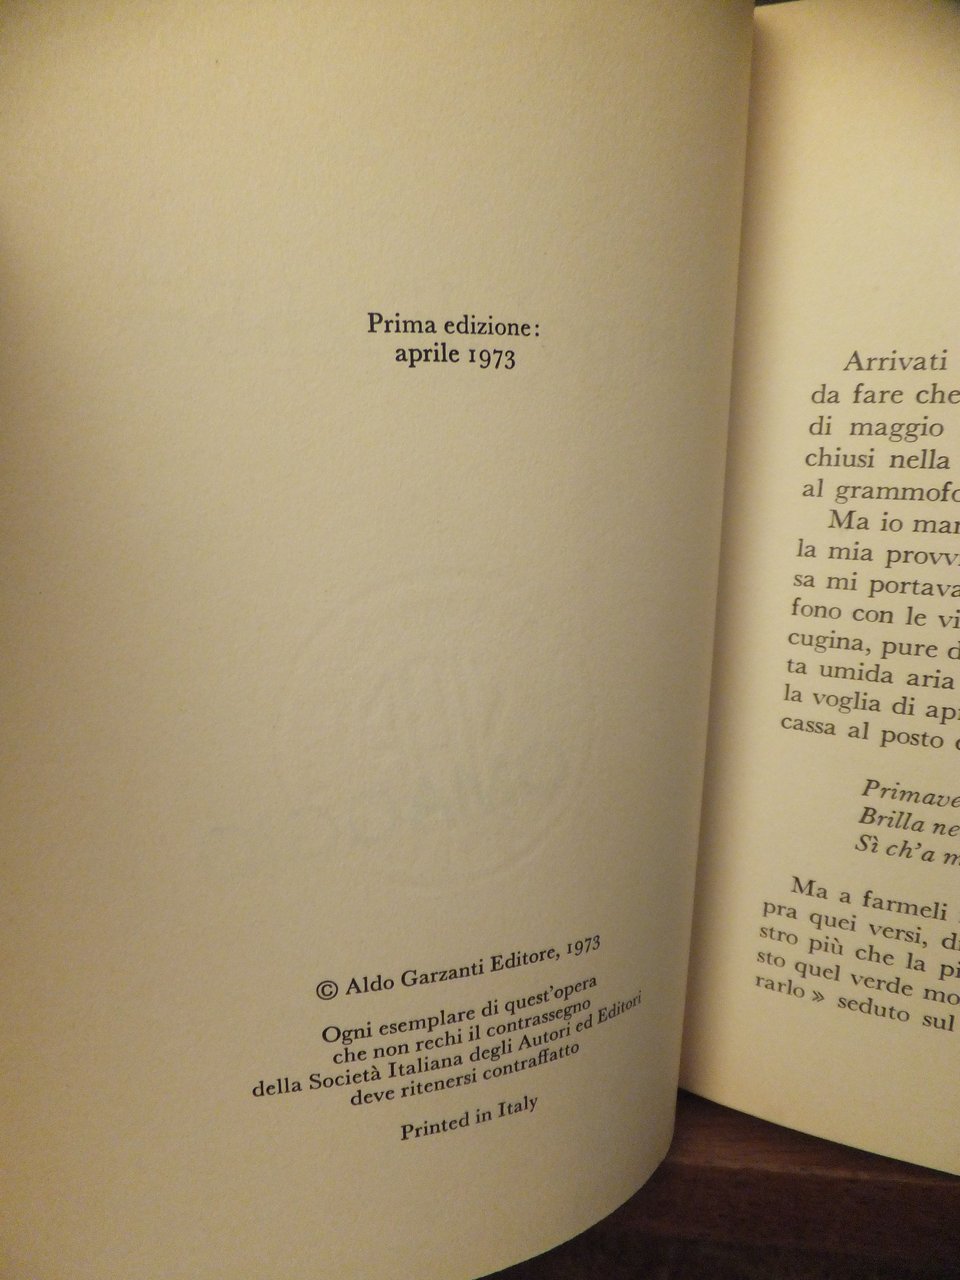 Prima edizione:
aprile 1973
© Aldo Garzanti Editore, 1973
Ogni esemplare di quest'opera
che non rechi il contrassegno
della Società Italiana degli Autori ed Editori
deve ritenersi contraffatto
Printed in Italy
Arrivati
da fare che
di maggio
chiusi nella
al grammofo
Ma io man
la mia provv
sa mi portava
fono con le vi
cugina, pure d
ta umida aria
la voglia di ap
cassa al posto
Primave
Brilla ne
Sì ch'a m
Ma a farmeli
pra quei versi, di
stro più che la pi
sto quel verde mo
rarlo» seduto sul